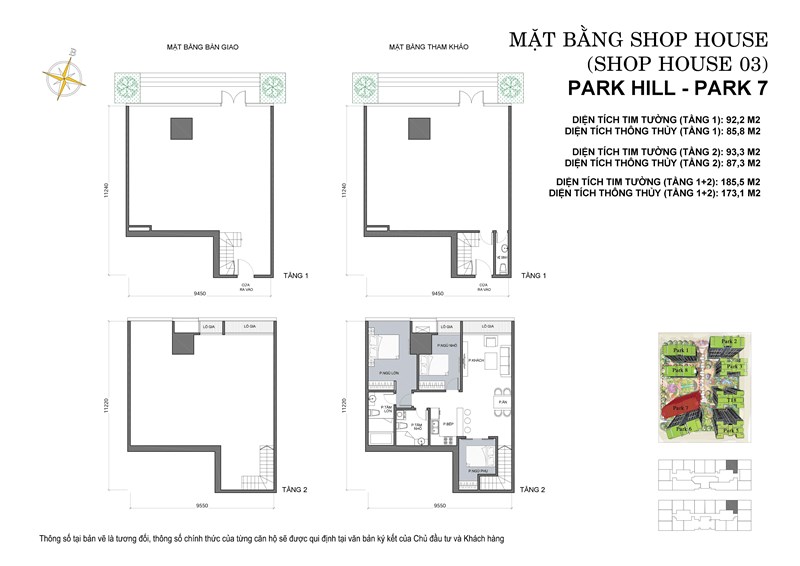 MẶT BẰNG SHOP HOUSE
(SHOP HOUSE 03)
PARK HILL - PARK 7
DIỆN TÍCH TIM TƯỜNG (TẦNG 1): 92,2 M2
DIỆN TÍCH THÔNG THỦY (TẦNG 1): 85,8 M2
DIỆN TÍCH TIM TƯỜNG (TẦNG 2): 93,3 M2
DIỆN TÍCH THÔNG THỦY (TẦNG 2): 87,3 M2
DIỆN TÍCH TIM TƯỜNG (TẦNG 1+2): 185,5 M2
DIỆN TÍCH THÔNG THỦY (TẦNG 1+2): 173,1 M2
MẶT BẰNG BÀN GIAO
11240
CỬA
RA VÀO
TẦNG 1
9450
MẶT BẰNG THAM KHẢO
11240
CỬA
RA VÀO
TẦNG 1
9450
LÔ GIA
LÔ GIA
11220
TẦNG 2
9550
LÔ GIA
LÔ GIA
P.NGỦ NHỎ
P.KHÁCH
P.NGỦ LỚN
P.TẮM
LỚN
P.ĂN
P.TẮM
NHỎ
P.BẾP
P.NGỦ PHỤ
11220
TẦNG 2
9550
Park 2
Park 1
Park 3
Park 8
T18
Park 6
Park 5
Thông số tại bản vẽ là tương đối, thông số chính thức của từng căn hộ sẽ được qui định tại văn bản ký kết của Chủ đầu tư và Khách hàng